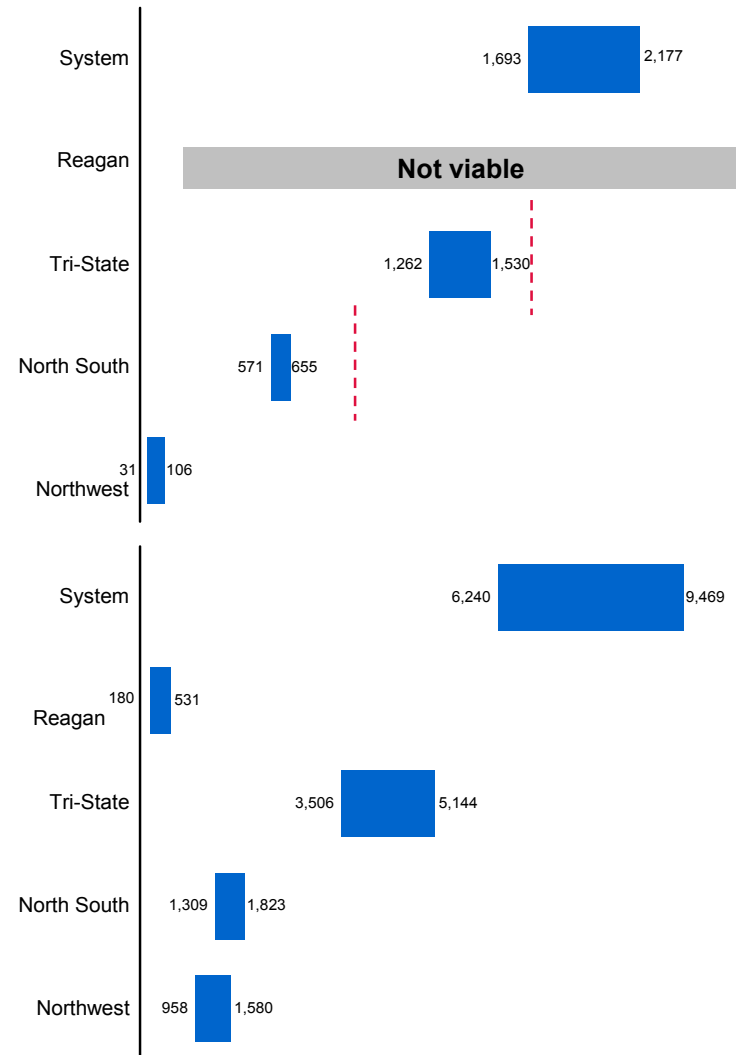 System 1,693 2,177
Reagan Not viable
Tri-State 1,262 1,530
North South 571 655
31 106
Northwest
System 6,240 9,469
180 531
Reagan
Tri-State 3,506 5,144
North South 1,309 1,823
Northwest 958 1,580